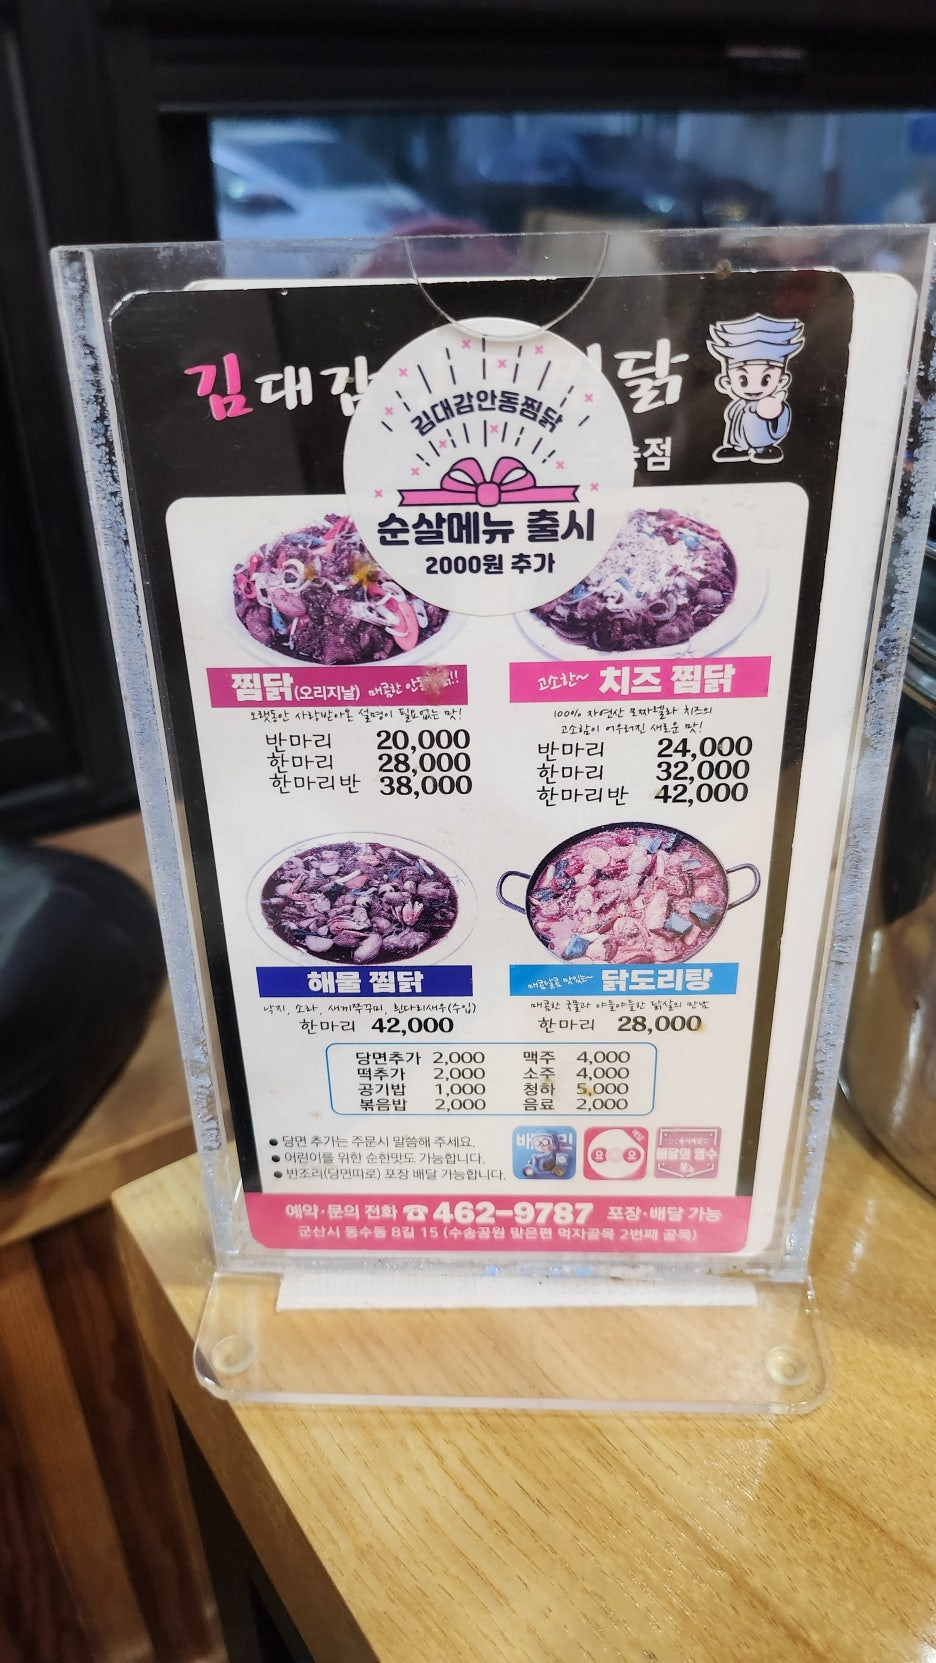 김대감
닭
점
김대감안동찜닭
순살메뉴 출시
2000원 추가
찜닭(오리지날) 매콤한
오랫동안 사랑받아온 설명이 필요없는 맛!
반마리 20,000
한마리 28,000
한마리반 38,000
고소한~ 치즈 찜닭
100% 자연산 모짜렐라 치즈의
고소함이 어우러진 새로운 맛!
반마리 24,000
한마리 32,000
한마리반 42,000
해물 찜닭
낙지, 소라, 새끼쭈꾸미, 흰다리새우(수입)
한마리 42,000
매콤달콤 맛있는~ 닭도리탕
매콤한 국물과 야들야들한 닭살의 만남
한마리 28,000
당면추가 2,000
떡추가 2,000
공기밥 1,000
볶음밥 2,000
맥주 4,000
소주 4,000
청하 5,000
음료 2,000
● 당면 추가는 주문시 말씀해 주세요.
● 어린이를 위한 순한맛도 가능합니다.
● 반조리(당면따로) 포장 배달 가능합니다.
배 민
요 요
배달의 명수
예약·문의 전화 ☎ 462-9787 포장·배달 가능
군산시 동수동 8길 15 (수송공원 맞은편 먹자골목 2번째 골목)